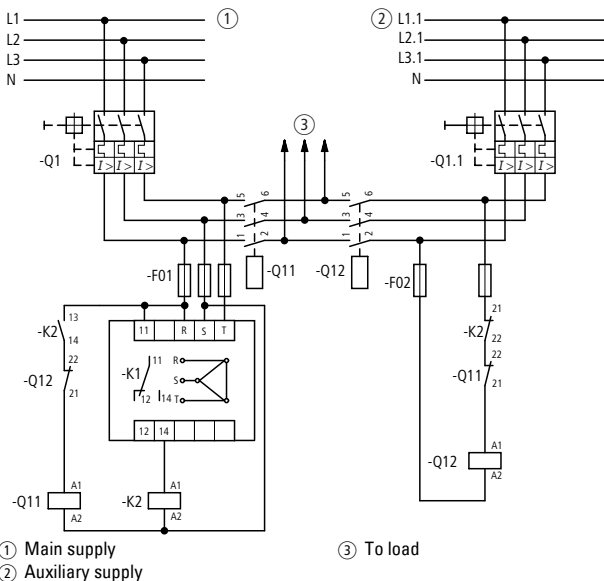 L1 ① ② L1.1
L2 L2.1
L3 L3.1
N N
③
-Q1 I> I> I> -Q1.1 I> I> I>
5 6 5 6
3 4 3 4
1 2 1 2
-F01 -Q11 -Q12 -F02
13 11 R S T 21
-K2 -K2
14 22
22 11 R 22
-Q12 -K1 S -Q11
21 12 14 T 21
12 14
A1 A1 A1
-Q11 -K2 -Q12
A2 A2 A2
① Main supply ③ To load
② Auxiliary supply